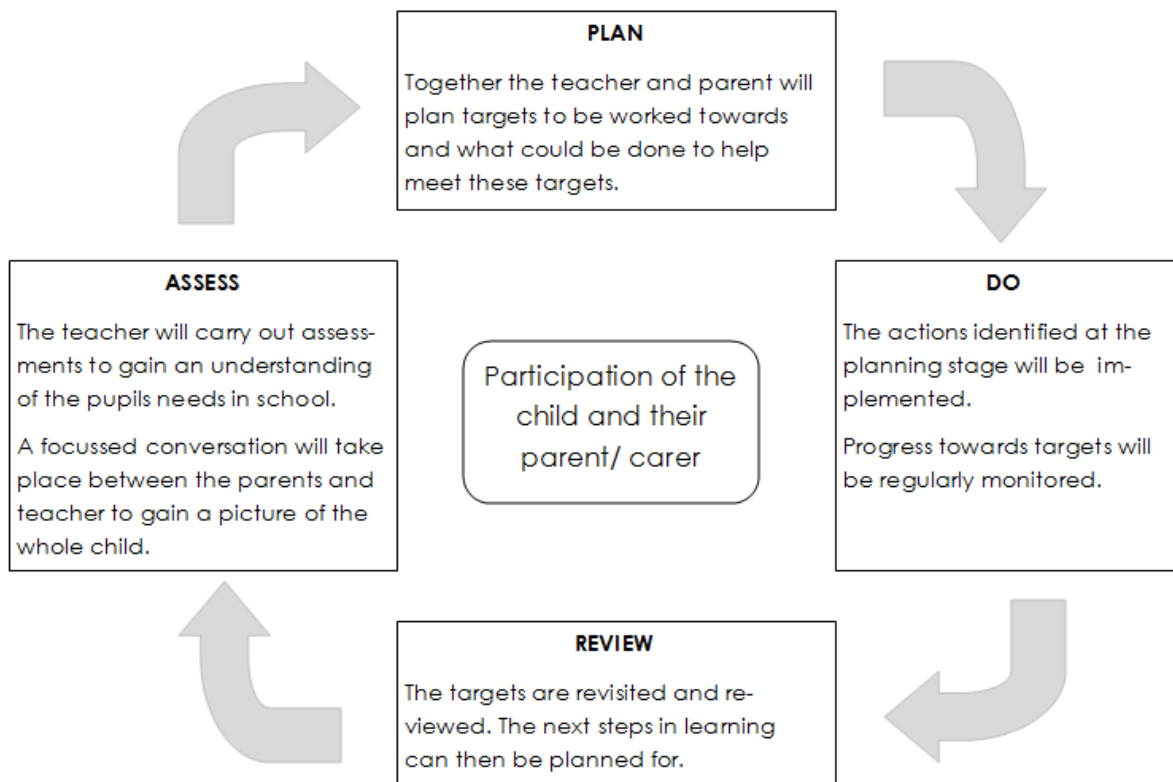 PLAN
Together the teacher and parent will
plan targets to be worked towards
and what could be done to help
meet these targets.
ASSESS
The teacher will carry out assess-
ments to gain an understanding
of the pupils needs in school.
A focussed conversation will take
place between the parents and
teacher to gain a picture of the
whole child.
Participation of the
child and their
parent/ carer
DO
The actions identified at the
planning stage will be  im-
plemented.
Progress towards targets will
be regularly monitored.
REVIEW
The targets are revisited and re-
viewed. The next steps in learning
can then be planned for.